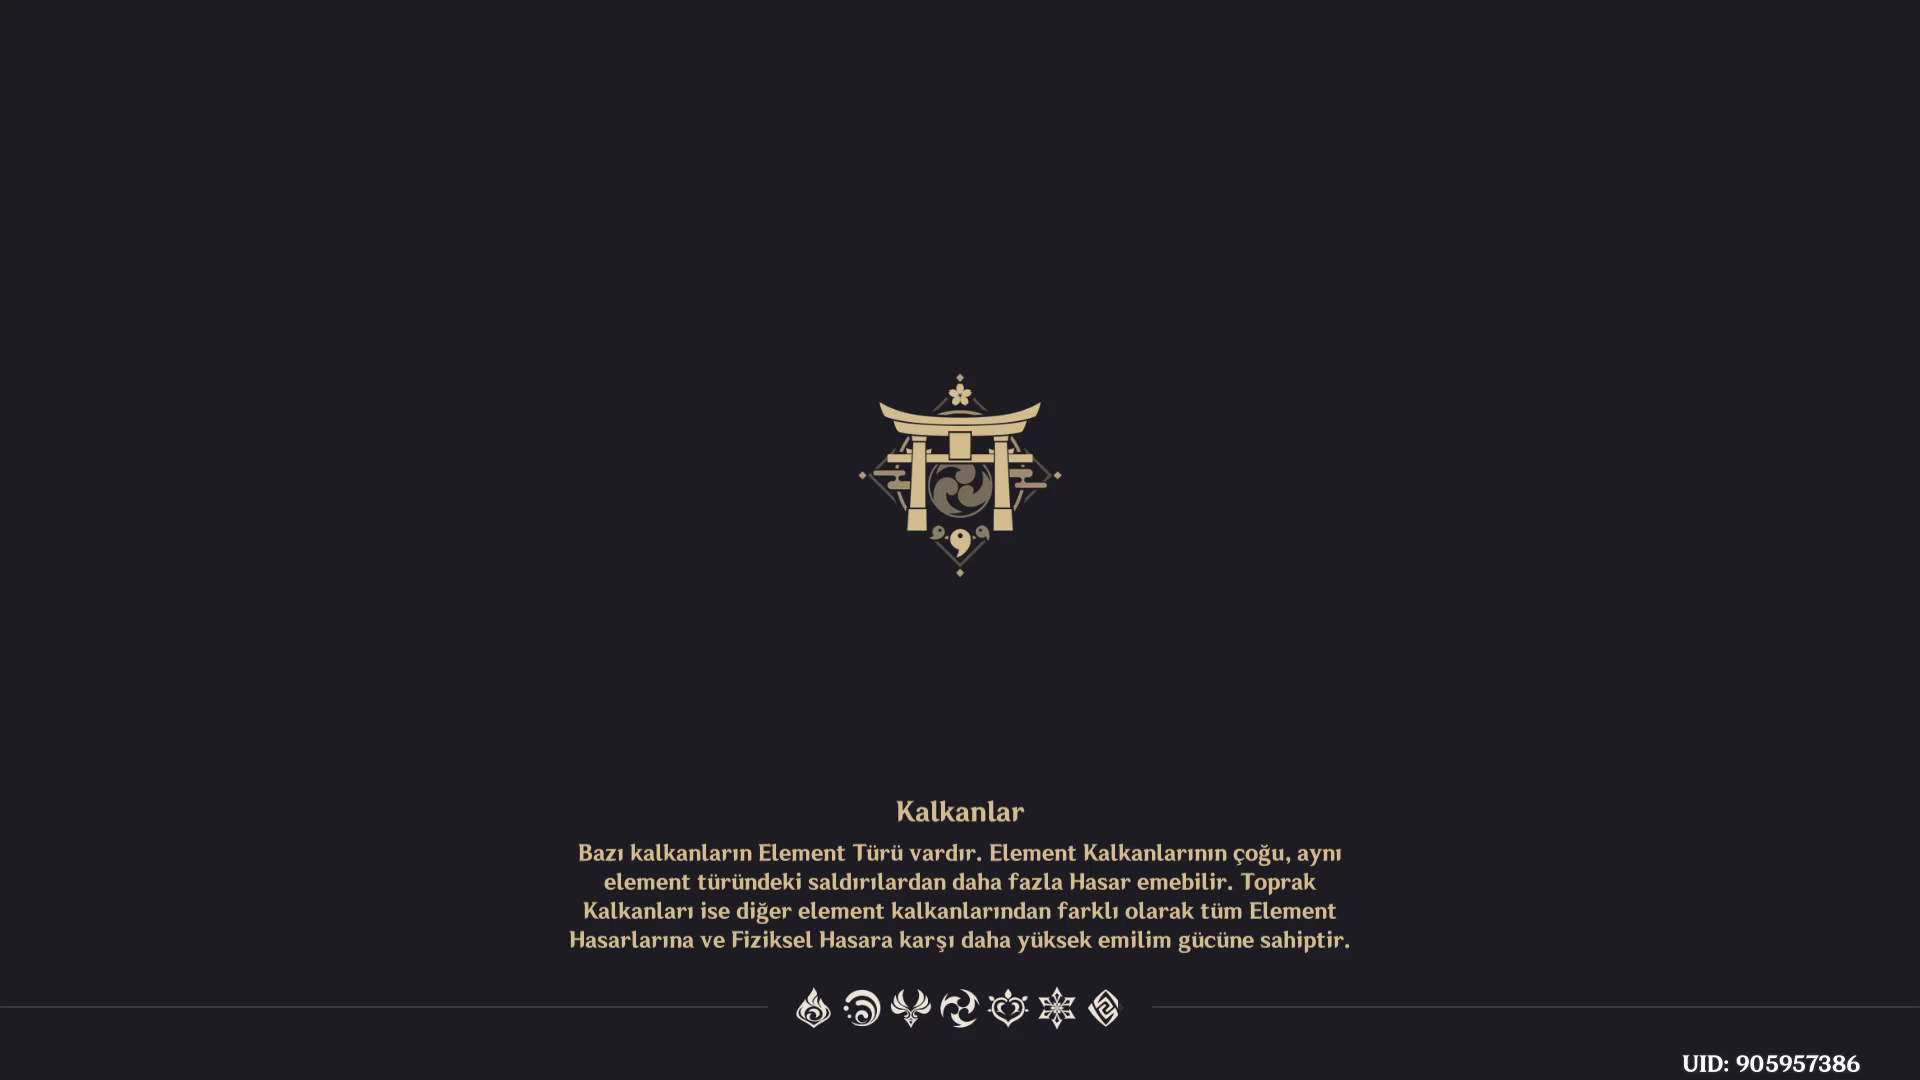 Kalkanlar
Bazı kalkanların Element Türü vardır. Element Kalkanlarının çoğu, aynı
element türündeki saldırılardan daha fazla Hasar emebilir. Toprak
Kalkanları ise diğer element kalkanlarından farklı olarak tüm Element
Hasarlarına ve Fiziksel Hasara karşı daha yüksek emilim gücüne sahiptir.
UID: 905957386